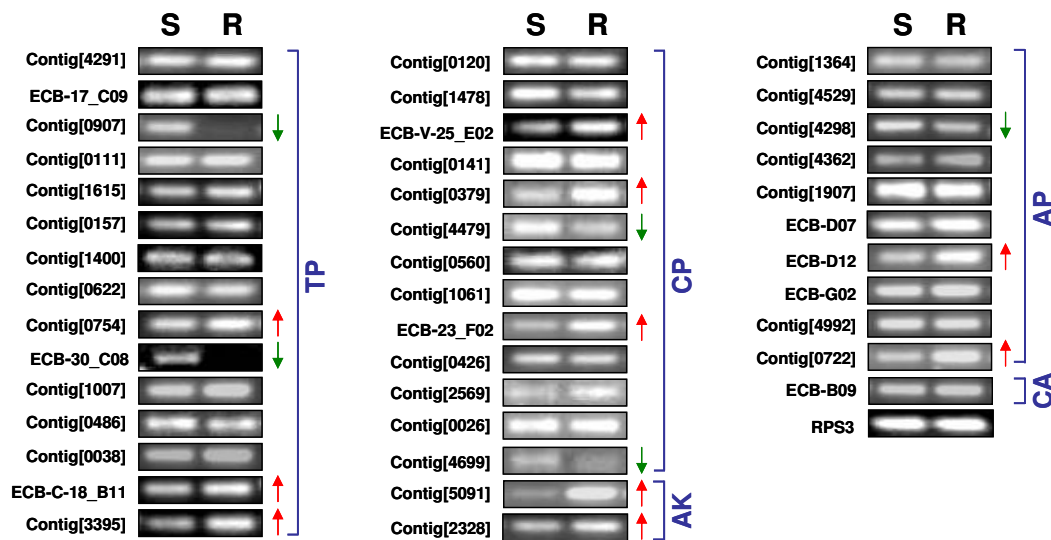 S R
Contig[4291]
ECB-17_C09
Contig[0907]
Contig[0111]
Contig[1615]
Contig[0157]
Contig[1400]
Contig[0622]
Contig[0754]
ECB-30_C08
Contig[1007]
Contig[0486]
Contig[0038]
ECB-C-18_B11
Contig[3395]
TP
S R
Contig[0120]
Contig[1478]
ECB-V-25_E02
Contig[0141]
Contig[0379]
Contig[4479]
Contig[0560]
Contig[1061]
ECB-23_F02
Contig[0426]
Contig[2569]
Contig[0026]
Contig[4699]
Contig[5091]
Contig[2328]
CP
AK
S R
Contig[1364]
Contig[4529]
Contig[4298]
Contig[4362]
Contig[1907]
ECB-D07
ECB-D12
ECB-G02
Contig[4992]
Contig[0722]
ECB-B09
RPS3
AP
CA